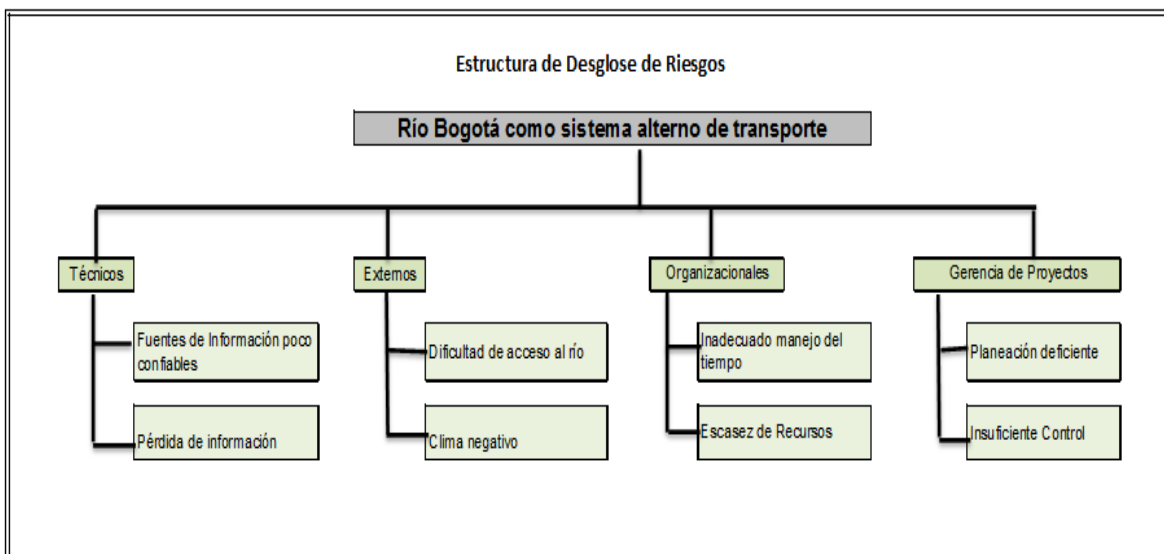 Estructura de Desglose de Riesgos
Río Bogotá como sistema alterno de transporte
Técnicos
Fuentes de Información poco
confiables
Pérdida de información
Externos
Dificultad de acceso al río
Clima negativo
Organizacionales
Inadecuado manejo del
tiempo
Escasez de Recursos
Gerencia de Proyectos
Planeación deficiente
Insuficiente Control